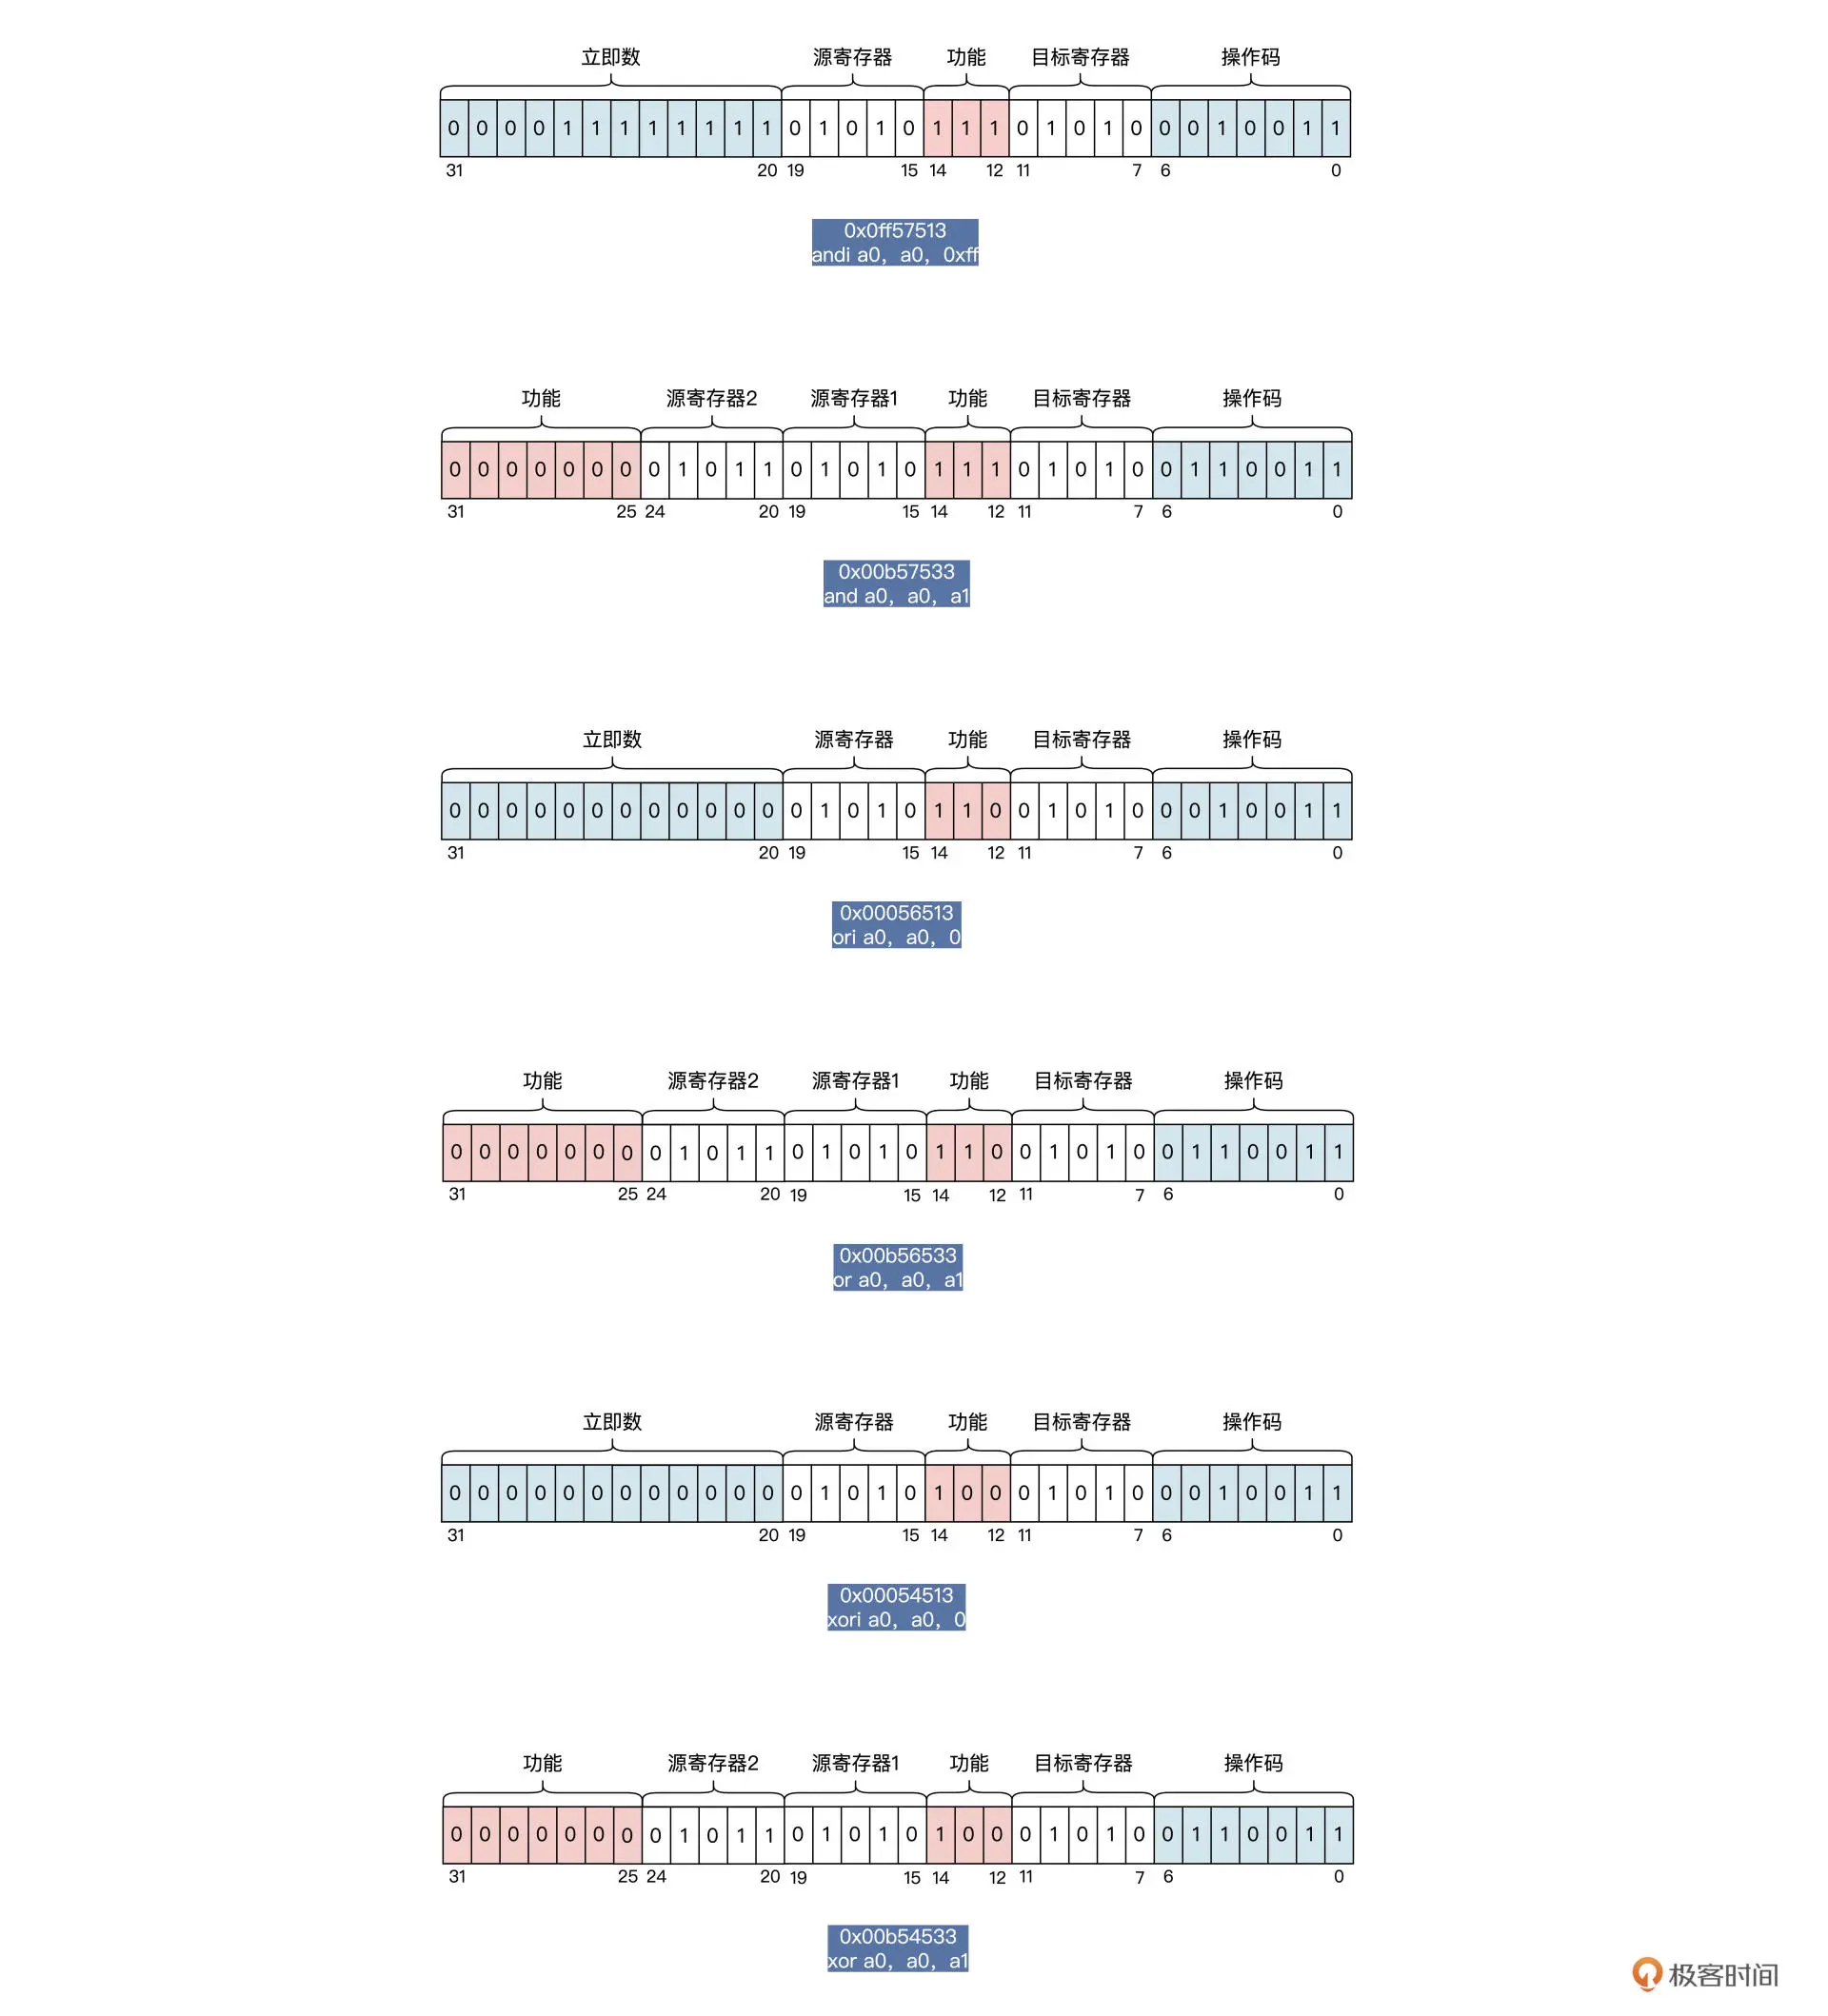 立即数 源寄存器 功能 目标寄存器 操作码
0 0 0 0 1 1 1 1 1 1 1 1 0 1 0 1 0 1 1 1 0 1 0 1 0 0 0 1 0 0 1 1
31 20 19 15 14 12 11 7 6 0
0x0ff57513
andi a0，a0，0xff
功能 源寄存器2 源寄存器1 功能 目标寄存器 操作码
0 0 0 0 0 0 0 0 1 0 1 1 0 1 0 1 0 1 1 1 0 1 0 1 0 0 1 1 0 0 1 1
31 25 24 20 19 15 14 12 11 7 6 0
0x00b57533
and a0，a0，a1
立即数 源寄存器 功能 目标寄存器 操作码
0 0 0 0 0 0 0 0 0 0 0 0 0 1 0 1 0 1 1 0 0 1 0 1 0 0 0 1 0 0 1 1
31 20 19 15 14 12 11 7 6 0
0x00056513
ori a0，a0，0
功能 源寄存器2 源寄存器1 功能 目标寄存器 操作码
0 0 0 0 0 0 0 0 1 0 1 1 0 1 0 1 0 1 1 0 0 1 0 1 0 0 1 1 0 0 1 1
31 25 24 20 19 15 14 12 11 7 6 0
0x00b56533
or a0，a0，a1
立即数 源寄存器 功能 目标寄存器 操作码
0 0 0 0 0 0 0 0 0 0 0 0 0 1 0 1 0 1 0 0 0 1 0 1 0 0 0 1 0 0 1 1
31 20 19 15 14 12 11 7 6 0
0x00054513
xori a0，a0，0
功能 源寄存器2 源寄存器1 功能 目标寄存器 操作码
0 0 0 0 0 0 0 0 1 0 1 1 0 1 0 1 0 1 0 0 0 1 0 1 0 0 1 1 0 0 1 1
31 25 24 20 19 15 14 12 11 7 6 0
0x00b54533
xor a0，a0，a1
极客时间